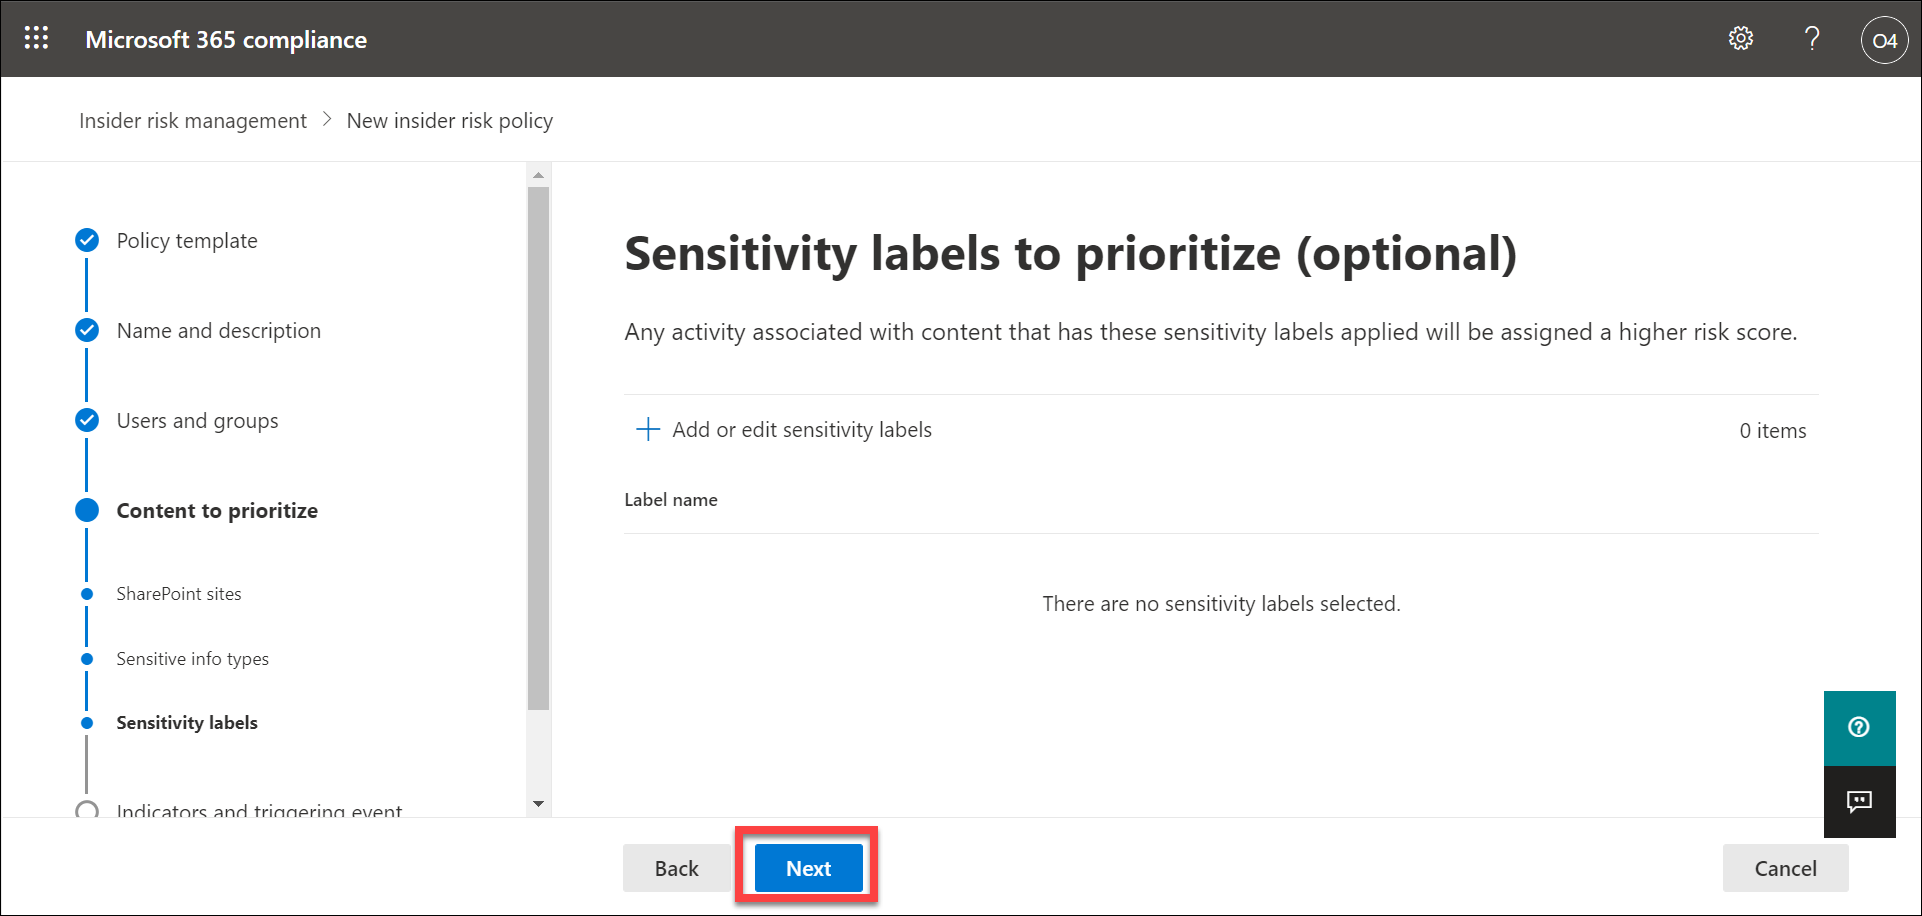 Microsoft 365 compliance
?
O4
Insider risk management > New insider risk policy
Policy template
Name and description
Users and groups
Content to prioritize
SharePoint sites
Sensitive info types
Sensitivity labels
Indicators and triggering event
Sensitivity labels to prioritize (optional)
Any activity associated with content that has these sensitivity labels applied will be assigned a higher risk score.
+ Add or edit sensitivity labels
0 items
Label name
There are no sensitivity labels selected.
?
Back
Next
Cancel